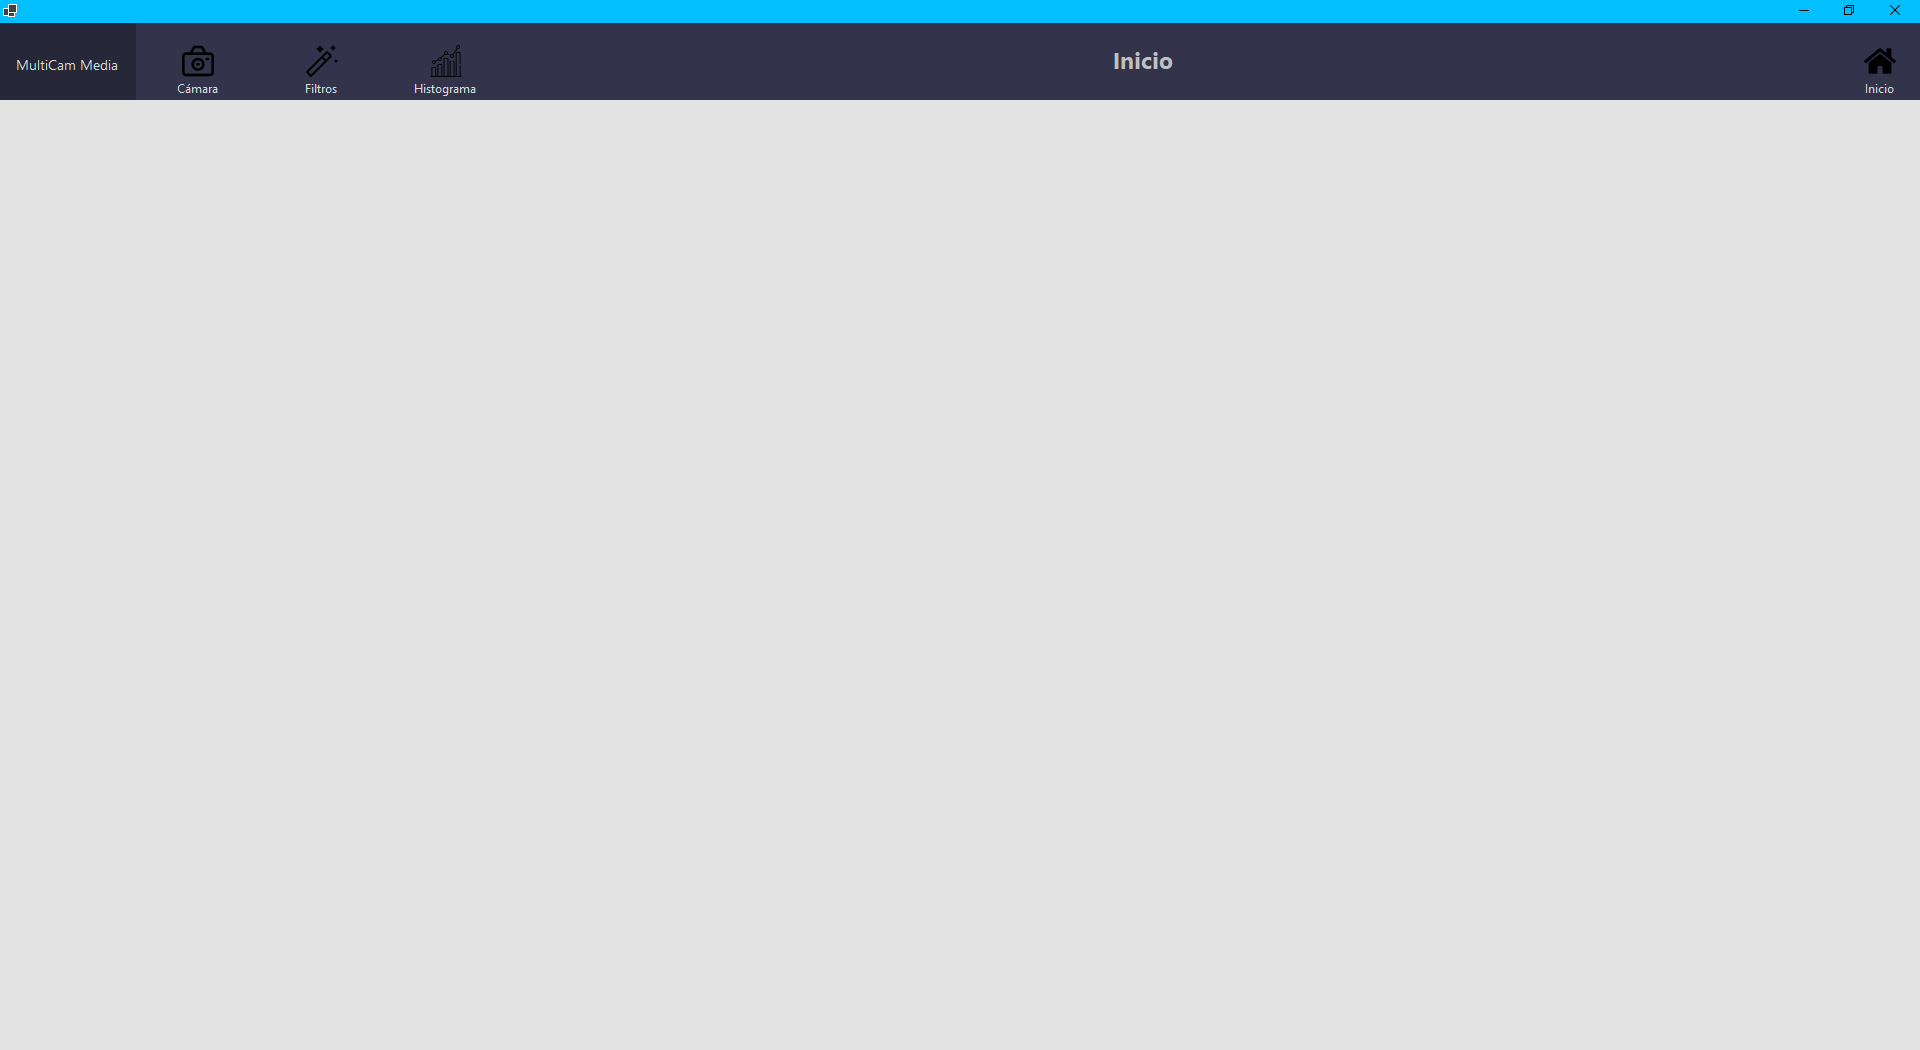 MultiCam Media
Cámara
Filtros
Histograma
Inicio
Inicio